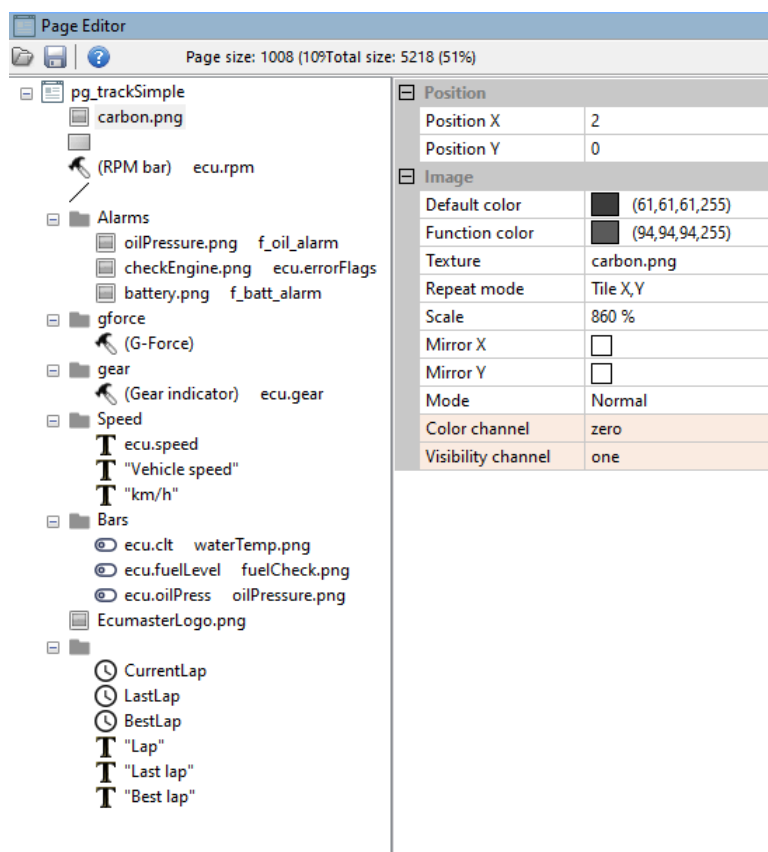 Page Editor
Page size: 1008 (10%Total size: 5218 (51%)
pg_trackSimple
carbon.png
(RPM bar) ecu.rpm
Alarms
oilPressure.png f_oil_alarm
checkEngine.png ecu.errorFlags
battery.png f_batt_alarm
gforce
(G-Force)
gear
(Gear indicator) ecu.gear
Speed
ecu.speed
"Vehicle speed"
"km/h"
Bars
ecu.clt waterTemp.png
ecu.fuelLevel fuelCheck.png
ecu.oilPress oilPressure.png
EcumasterLogo.png
CurrentLap
LastLap
BestLap
"Lap"
"Last lap"
"Best lap"
Position
Position X 2
Position Y 0
Image
Default color (61,61,61,255)
Function color (94,94,94,255)
Texture carbon.png
Repeat mode Tile X,Y
Scale 860 %
Mirror X
Mirror Y
Mode Normal
Color channel zero
Visibility channel one